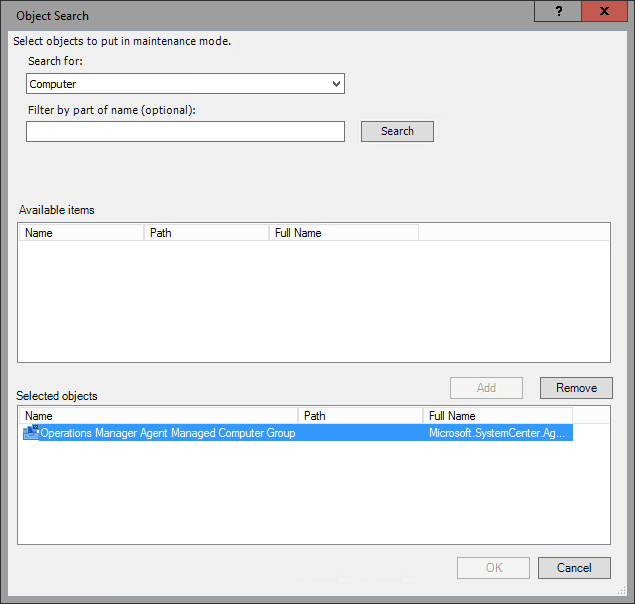 Object Search
?
X
Select objects to put in maintenance mode.
Search for:
Computer
Filter by part of name (optional):
Search
Available items
Name Path Full Name
Add Remove
Selected objects
Name Path Full Name
Operations Manager Agent Managed Computer Group Microsoft.SystemCenter.Ag...
OK Cancel